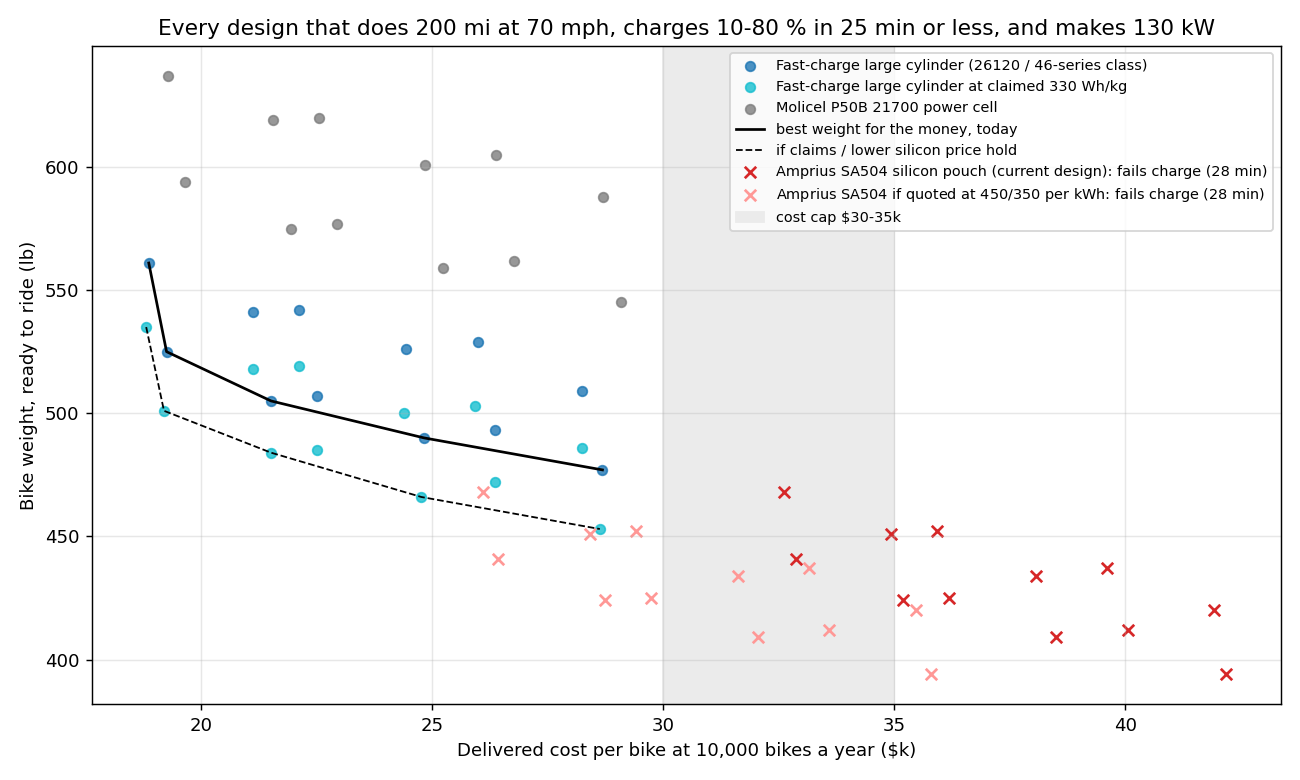 Every design that does 200 mi at 70 mph, charges 10-80 % in 25 min or less, and makes 130 kW
Fast-charge large cylinder (26120 / 46-series class)
Fast-charge large cylinder at claimed 330 Wh/kg
Molicel P50B 21700 power cell
best weight for the money, today
if claims / lower silicon price hold
Amprius SA504 silicon pouch (current design): fails charge (28 min)
Amprius SA504 if quoted at 450/350 per kWh: fails charge (28 min)
cost cap $30-35k
Bike weight, ready to ride (lb)
600
550
500
450
400
20 25 30 35 40
Delivered cost per bike at 10,000 bikes a year ($k)